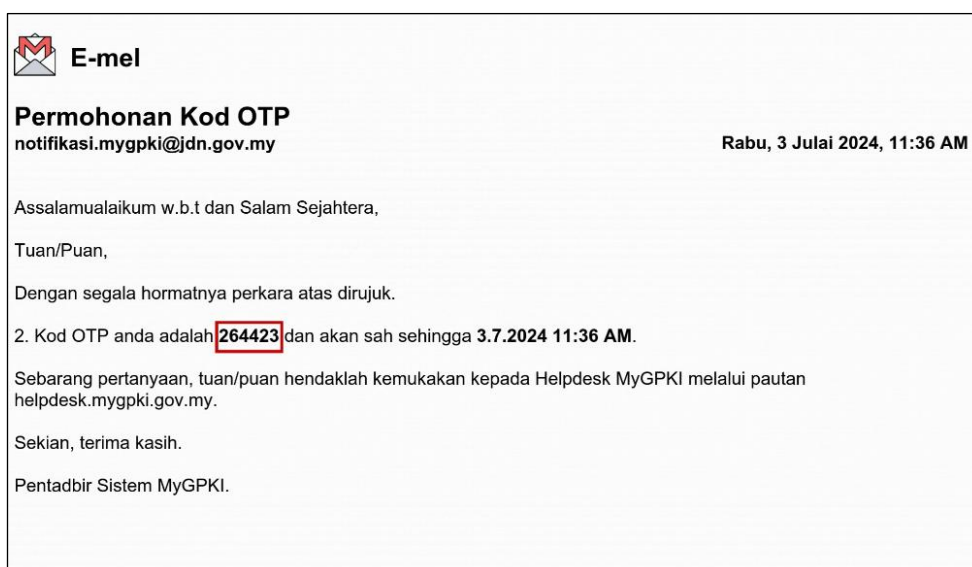 E-mel
Permohonan Kod OTP
notifikasi.mygpki@jdn.gov.my
Rabu, 3 Julai 2024, 11:36 AM
Assalamualaikum w.b.t dan Salam Sejahtera,
Tuan/Puan,
Dengan segala hormatnya perkara atas dirujuk.
2. Kod OTP anda adalah 264423 dan akan sah sehingga 3.7.2024 11:36 AM.
Sebarang pertanyaan, tuan/puan hendaklah kemukakan kepada Helpdesk MyGPKI melalui pautan
helpdesk.mygpki.gov.my.
Sekian, terima kasih.
Pentadbir Sistem MyGPKI.